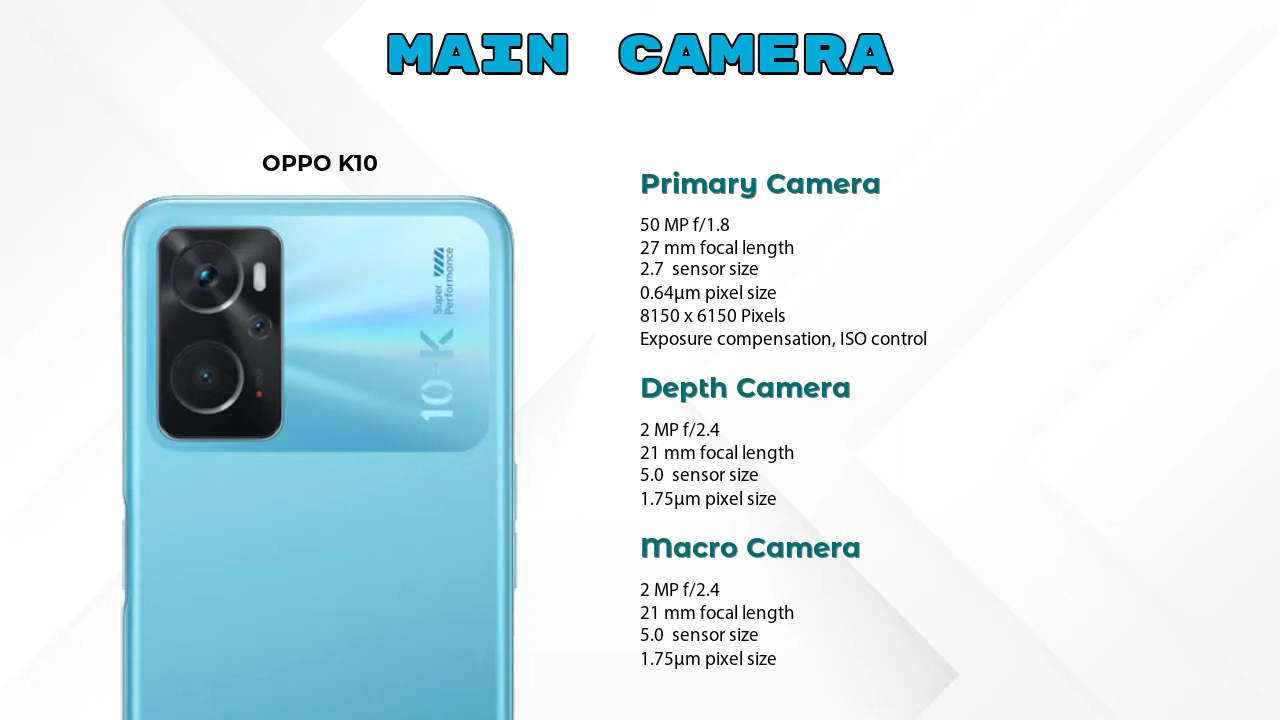 MAIN CAMERA
OPPO K10
Super
Performance
10-K
Primary Camera
50 MP f/1.8
27 mm focal length
2.7  sensor size
0.64µm pixel size
8150 x 6150 Pixels
Exposure compensation, ISO control
Depth Camera
2 MP f/2.4
21 mm focal length
5.0  sensor size
1.75µm pixel size
Macro Camera
2 MP f/2.4
21 mm focal length
5.0  sensor size
1.75µm pixel size